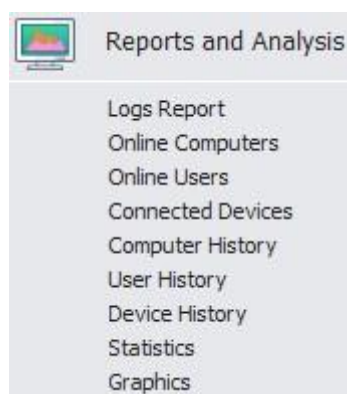 Reports and Analysis
Logs Report
Online Computers
Online Users
Connected Devices
Computer History
User History
Device History
Statistics
Graphics